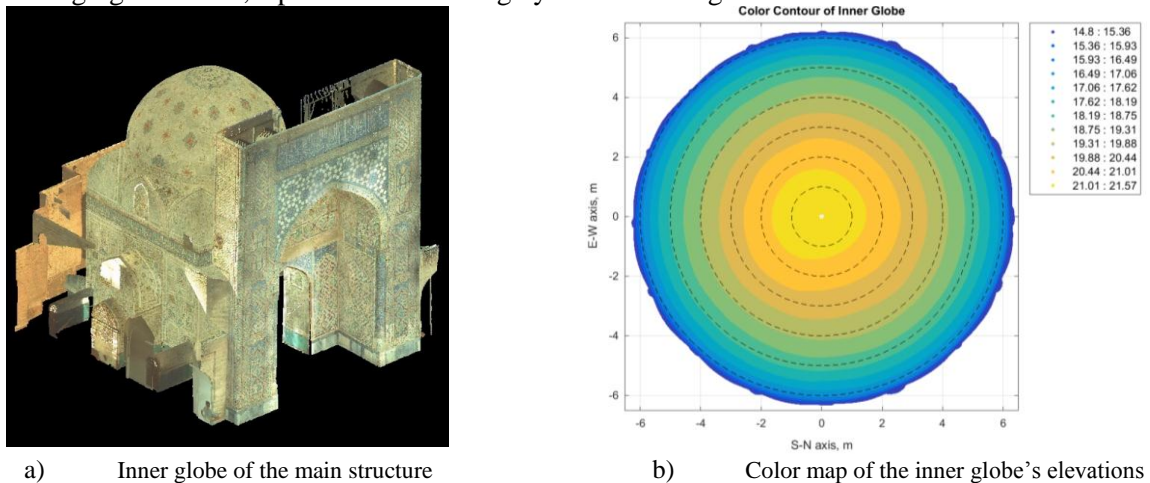 Color Contour of Inner Globe
14.8 : 15.36
15.36 : 15.93
15.93 : 16.49
16.49 : 17.06
17.06 : 17.62
17.62 : 18.19
18.19 : 18.75
18.75 : 19.31
19.31 : 19.88
19.88 : 20.44
20.44 : 21.01
21.01 : 21.57
6
4
2
0
-2
-4
-6
E-W axis, m
-6 -4 -2 0 2 4 6
S-N axis, m
a) Inner globe of the main structure
b) Color map of the inner globe's elevations